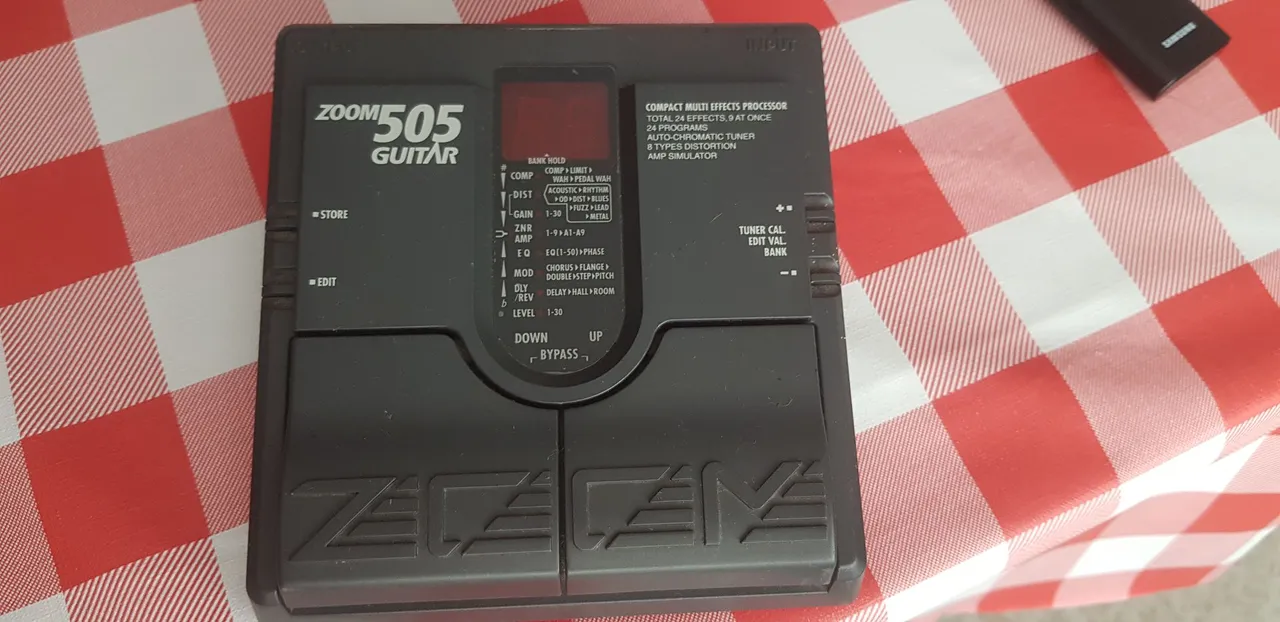 INPUT
SAMSUNG
ZOOM 505
GUITAR
COMPACT MULTI EFFECTS PROCESSOR
TOTAL 24 EFFECTS, 9 AT ONCE
24 PROGRAMS
AUTO-CHROMATIC TUNER
8 TYPES DISTORTION
AMP SIMULATOR
STORE
EDIT
BANK HOLD
# COMP COMP▸LIMIT▸
WAH▸PEDAL WAH
DIST ACOUSTIC▸RHYTHM
▸OD▸DIST▸BLUES
▸FUZZ▸LEAD
▸METAL
GAIN 1-30
ZNR
AMP 1-9▸A1-A9
EQ EQ(1-50)▸PHASE
MOD CHORUS▸FLANGE▸
DOUBLE▸STEP▸PITCH
DLY
/REV DELAY▸HALL▸ROOM
b
LEVEL 1-30
DOWN UP
BYPASS
+
TUNER CAL.
EDIT VAL.
BANK
-
ZOOM